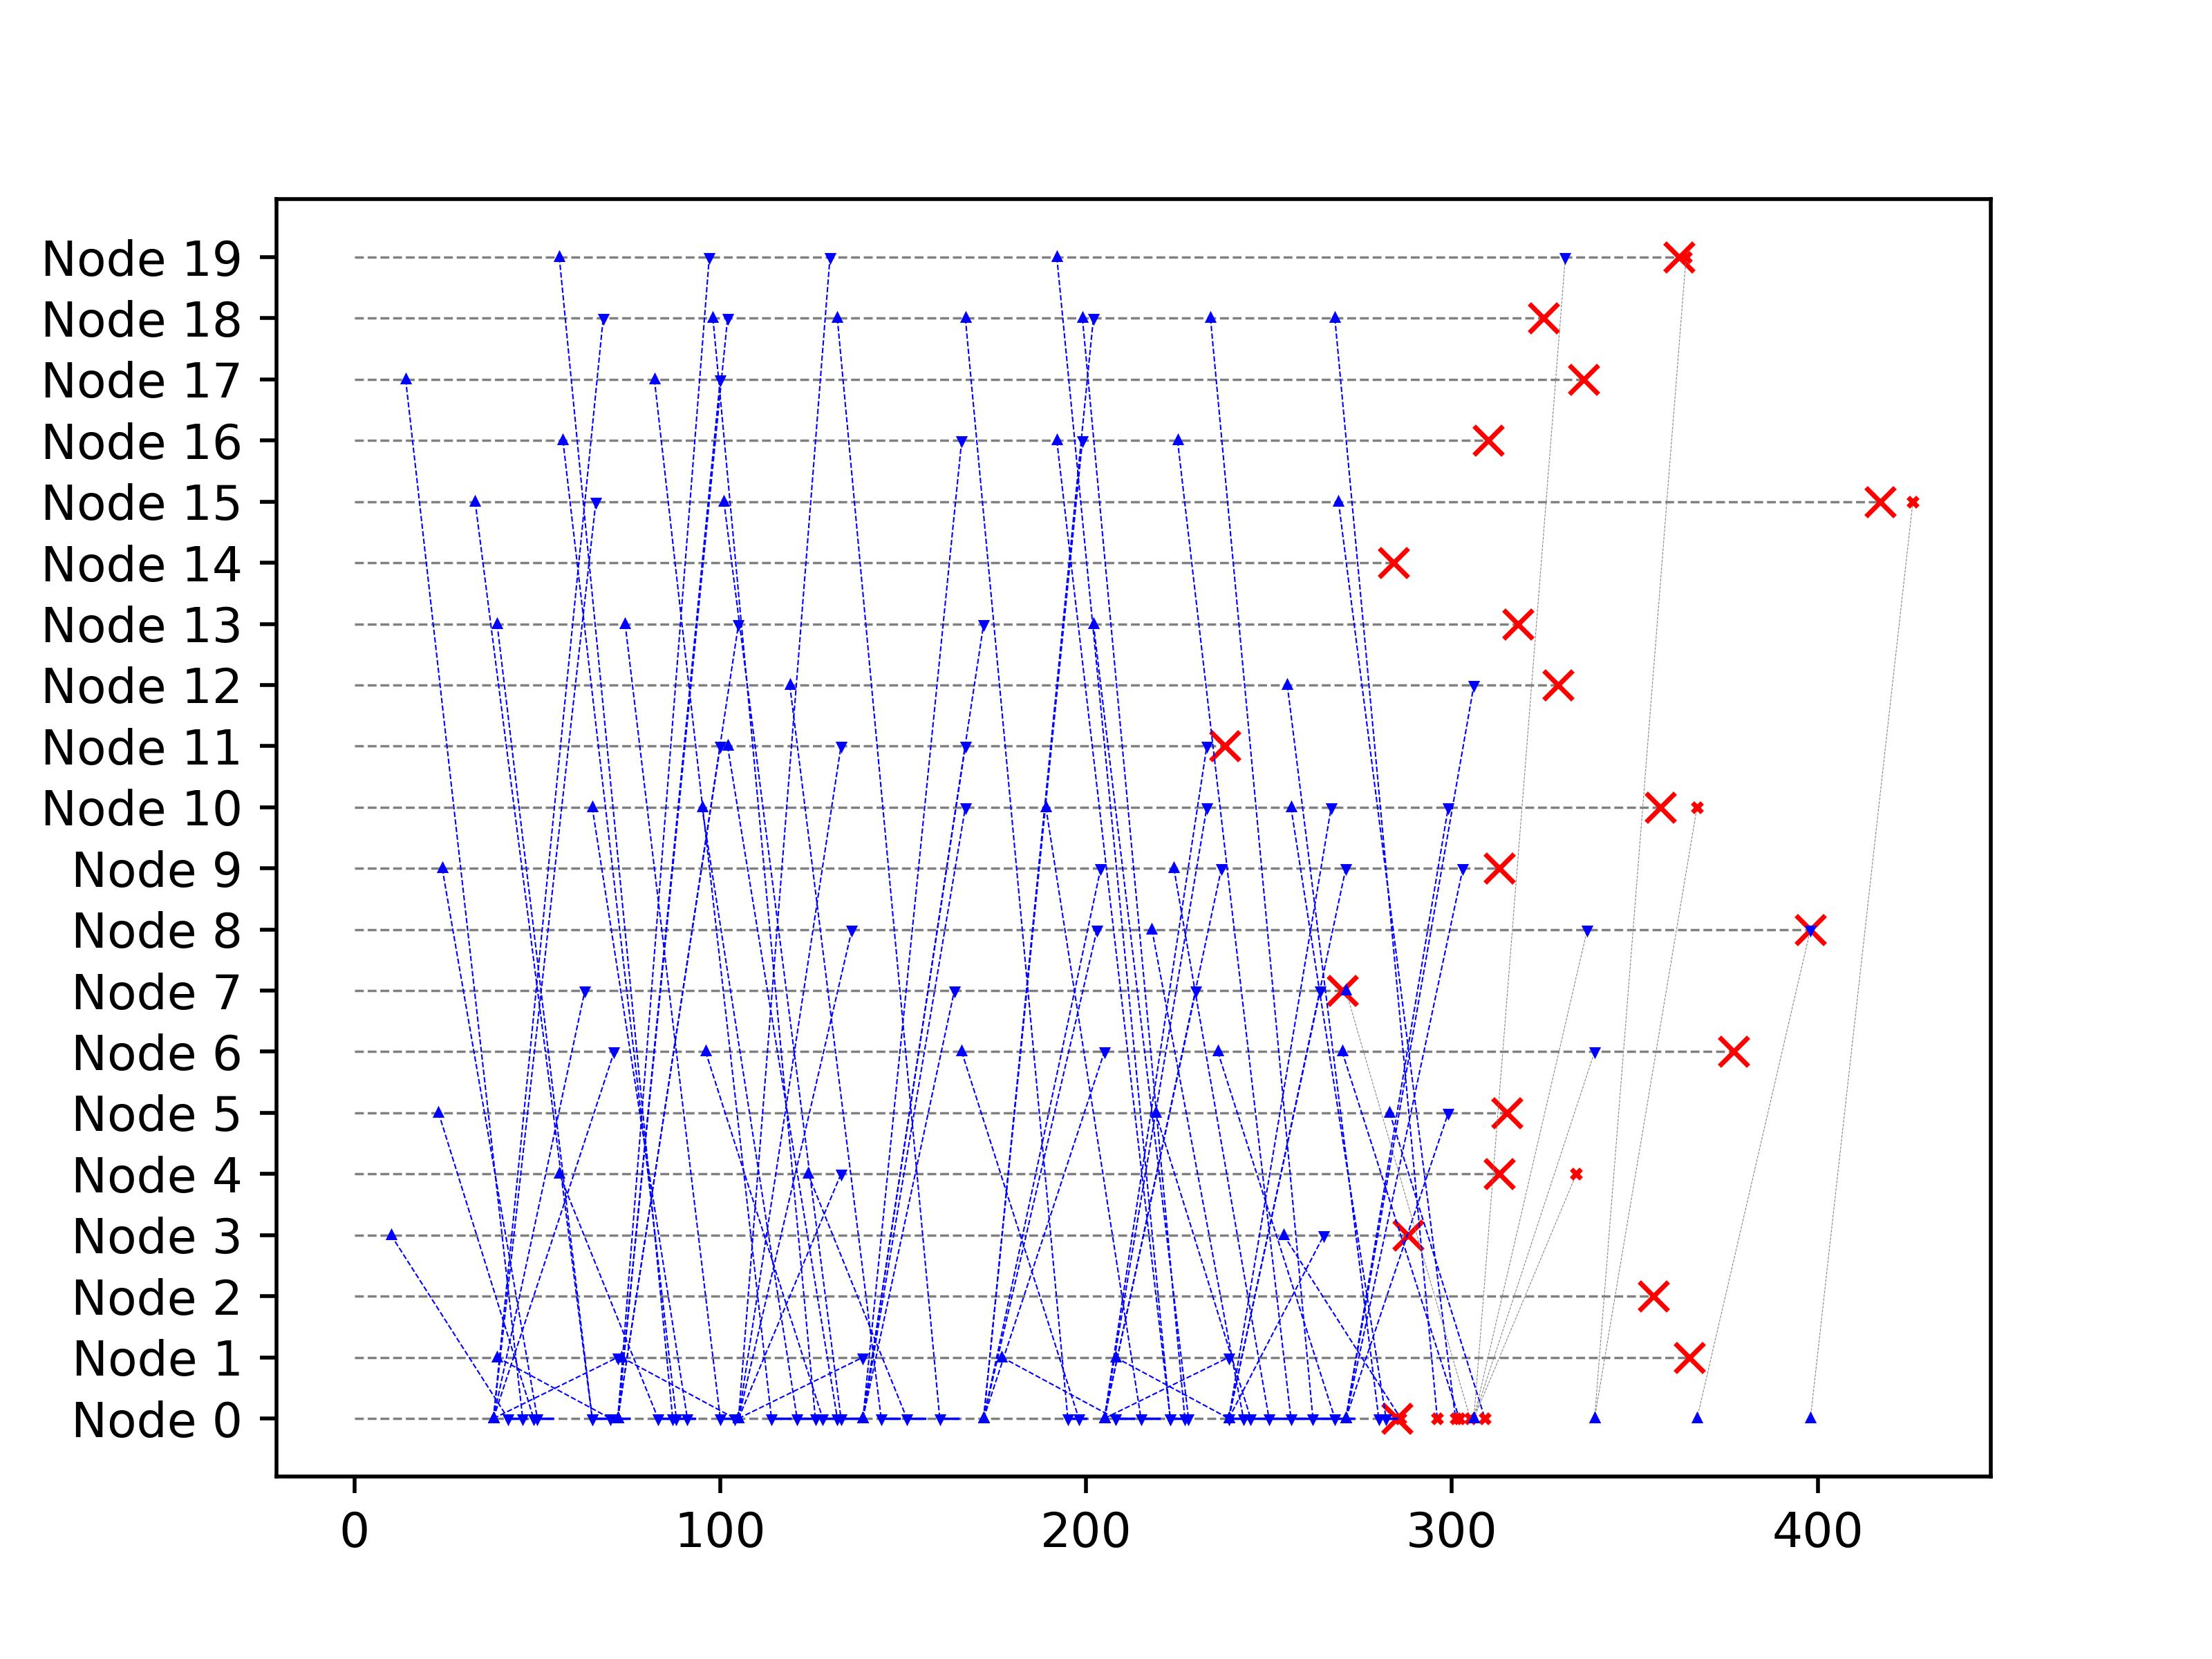 Node 19
Node 18
Node 17
Node 16
Node 15
Node 14
Node 13
Node 12
Node 11
Node 10
Node 9
Node 8
Node 7
Node 6
Node 5
Node 4
Node 3
Node 2
Node 1
Node 0
0 100 200 300 400